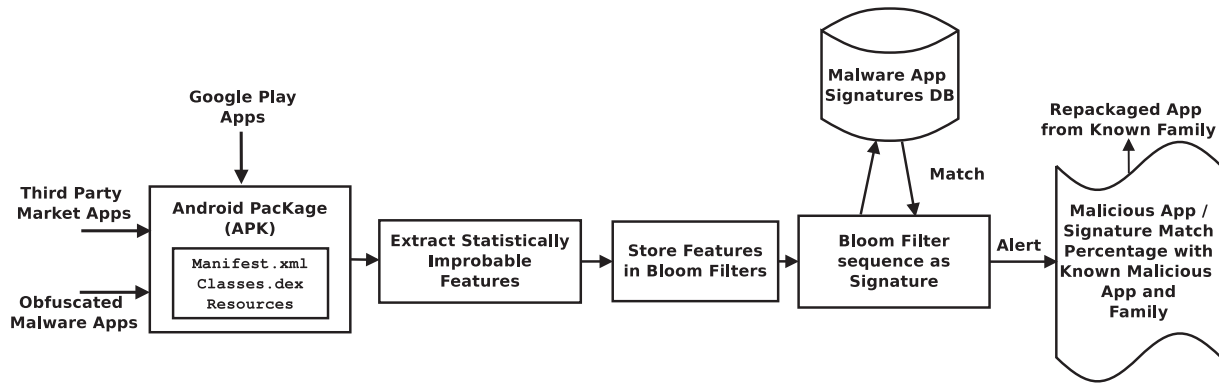 Google Play
Apps
Third Party
Market Apps
Obfuscated
Malware Apps
Android PacKage
(APK)
Manifest.xml
Classes.dex
Resources
Extract Statistically
Improbable
Features
Store Features
in Bloom Filters
Bloom Filter
sequence as
Signature
Malware App
Signatures DB
Match
Alert
Repackaged App
from Known Family
Malicious App /
Signature Match
Percentage with
Known Malicious
App and
Family